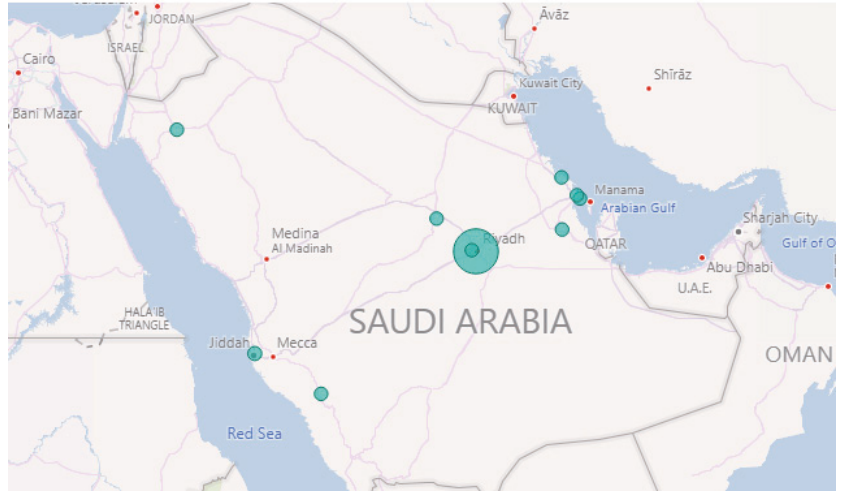 JORDAN
ISRAEL
Cairo
Bani Mazar
Āvāz
Shīrāz
Kuwait City
KUWAIT
Manama
Arabian Gulf
Sharjah City
Gulf of O
QATAR
Abu Dhabi
U.A.E.
Medina
Al Madinah
Riyadh
HALA'IB
TRIANGLE
SAUDI ARABIA
Jiddah
Mecca
OMAN
Red Sea